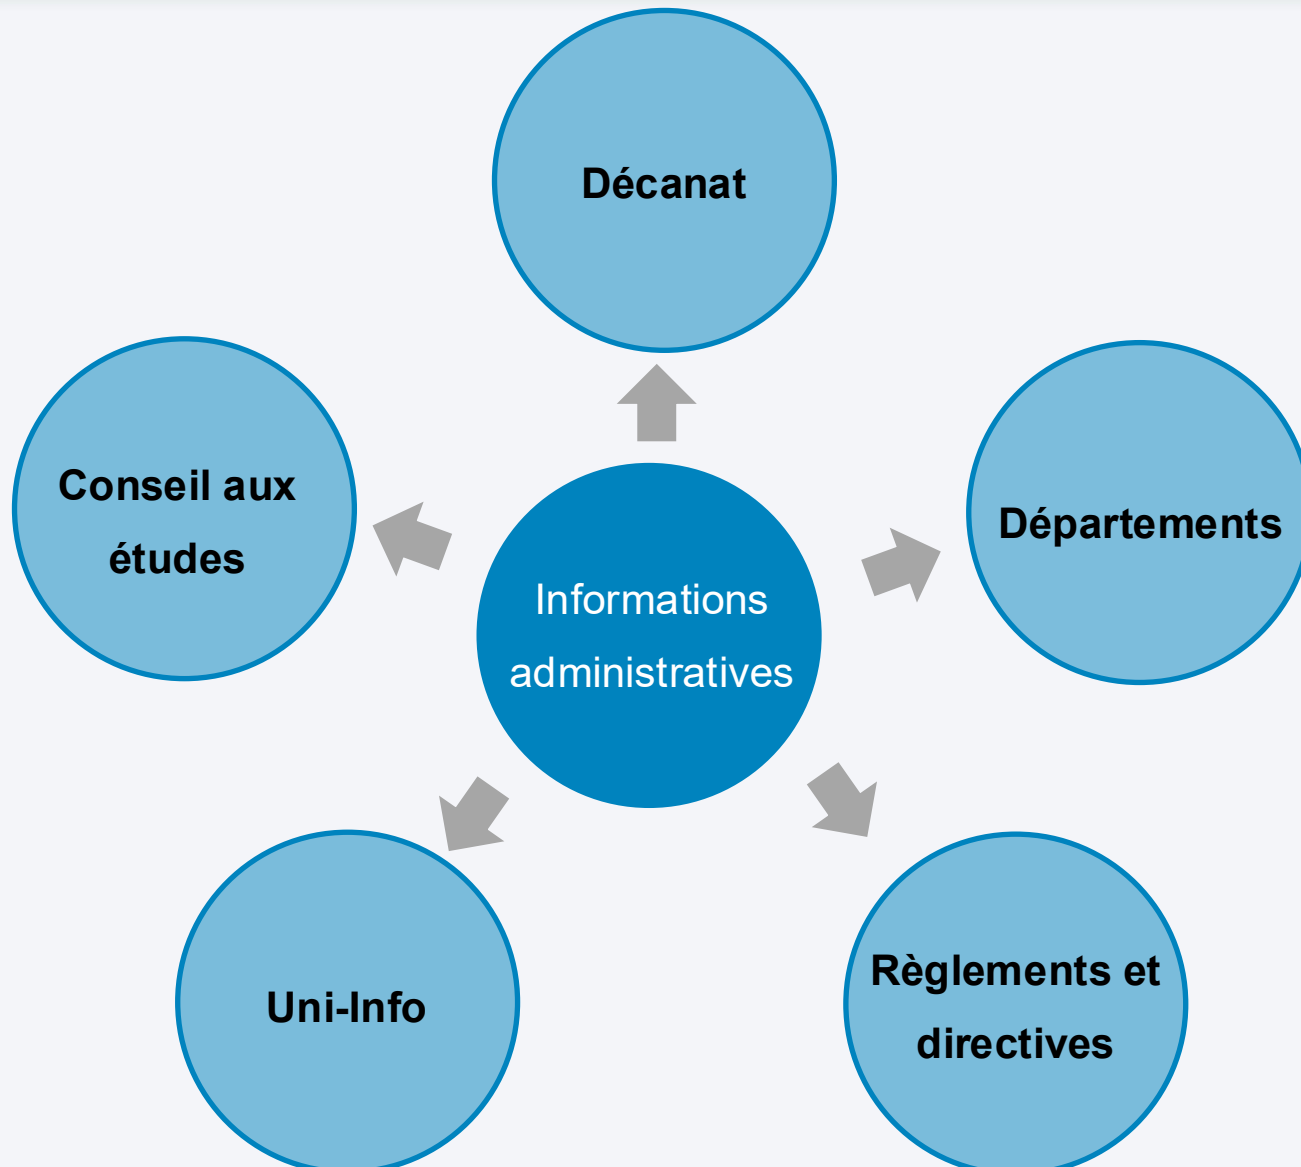 Décanat
Conseil aux
études
Départements
Informations
administratives
Règlements et
directives
Uni-Info